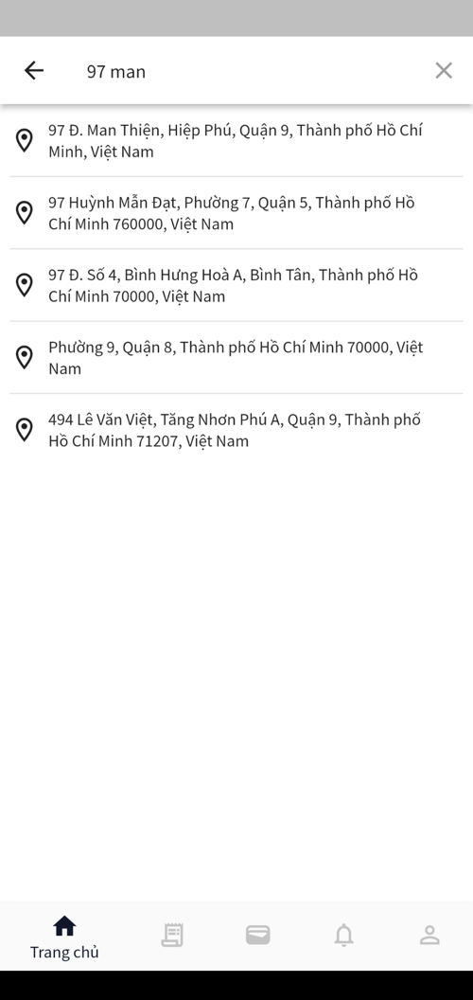 97 man
97 Đ. Man Thiện, Hiệp Phú, Quận 9, Thành phố Hồ Chí
Minh, Việt Nam
97 Huỳnh Mẫn Đạt, Phường 7, Quận 5, Thành phố Hồ
Chí Minh 760000, Việt Nam
97 Đ. Số 4, Bình Hưng Hoà A, Bình Tân, Thành phố Hồ
Chí Minh 70000, Việt Nam
Phường 9, Quận 8, Thành phố Hồ Chí Minh 70000, Việt
Nam
494 Lê Văn Việt, Tăng Nhơn Phú A, Quận 9, Thành phố
Hồ Chí Minh 71207, Việt Nam
Trang chủ